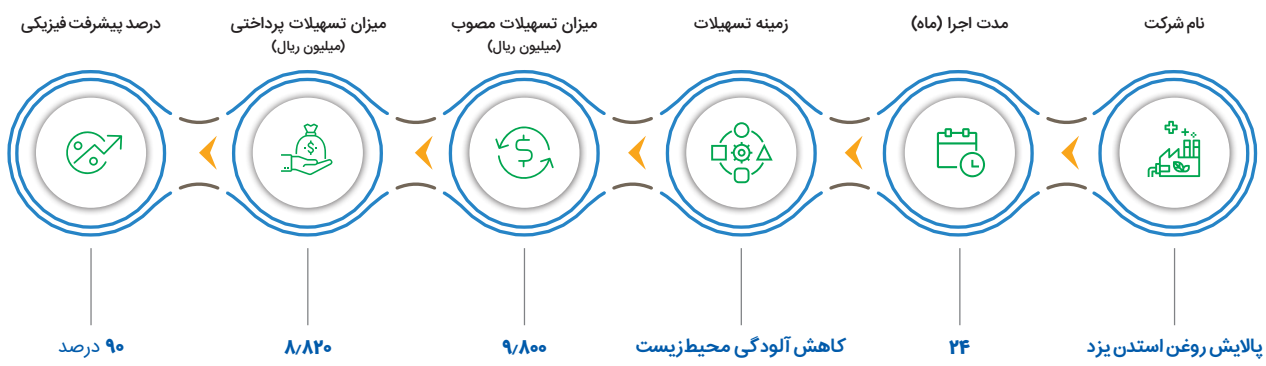 نام شرکت
مدت اجرا (ماه)
زمینه تسهیلات
میزان تسهیلات مصوب
(میلیون ریال)
میزان تسهیلات پرداختی
(میلیون ریال)
درصد پیشرفت فیزیکی
پالایش روغن استدن یزد
۲۴
کاهش آلودگی محیط‌زیست
۹٫۸۰۰
۸٫۸۲۰
۹۰ درصد